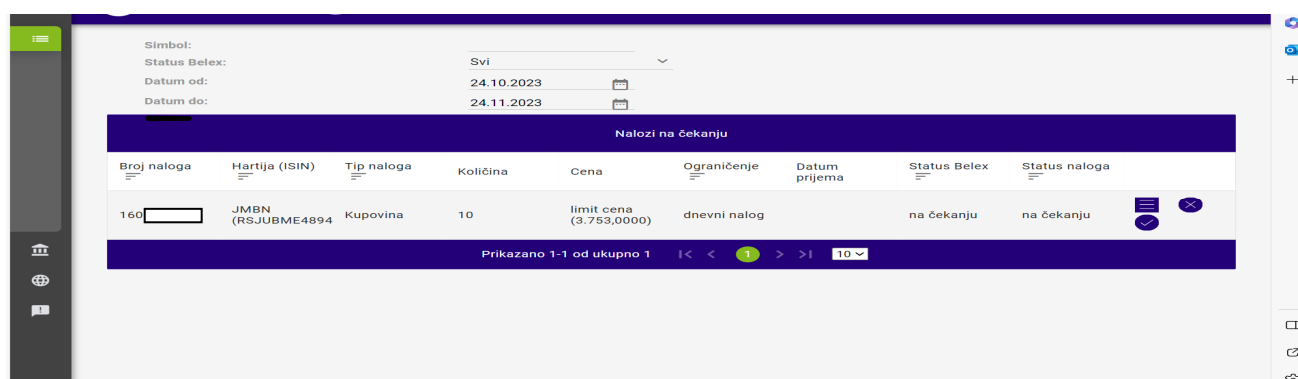 Simbol:
Status Belex: Svi
Datum od: 24.10.2023
Datum do: 24.11.2023
Nalozi na čekanju
Broj naloga Hartija (ISIN) Tip naloga Količina Cena Ograničenje Datum prijema Status Belex Status naloga
160 JMBN (RSJUBME4894 Kupovina 10 limit cena (3.753,0000) dnevni nalog na čekanju na čekanju
Prikazano 1-1 od ukupno 1 |< < 1 > >| 10